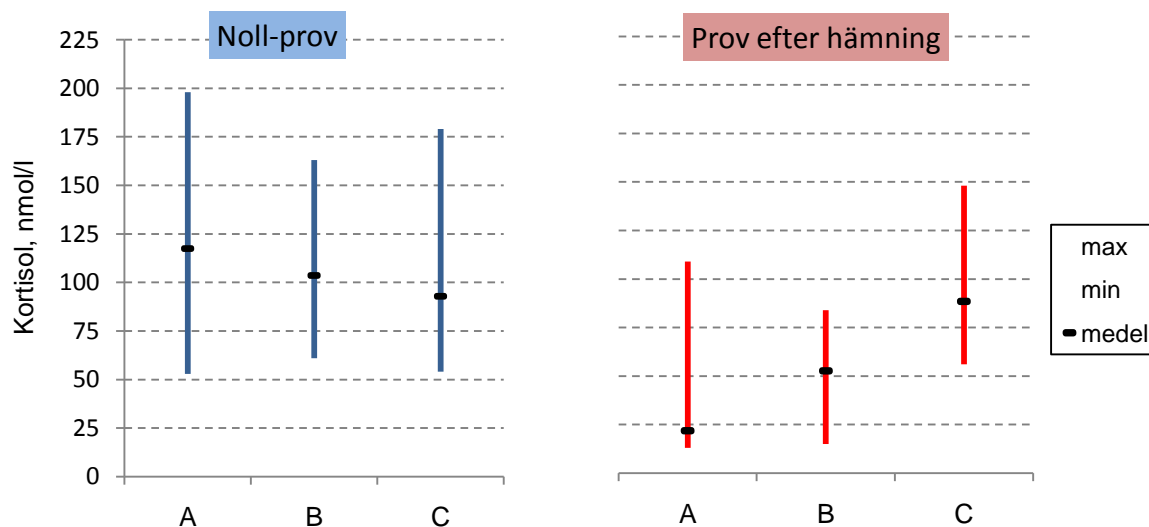 Noll-prov
Prov efter hämning
Kortisol, nmol/l
225
200
175
150
125
100
75
50
25
0
A B C
A B C
max
min
medel